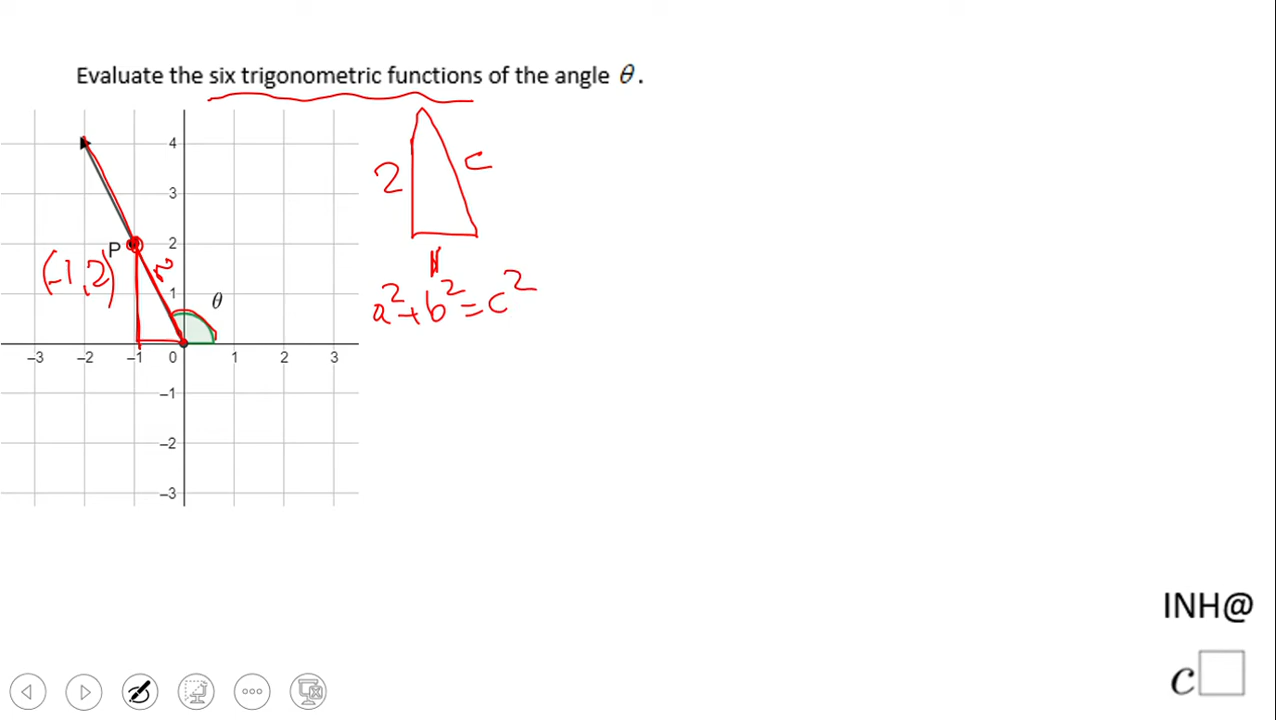 Evaluate the six trigonometric functions of the angle θ.
4
3
2
1
P
(-1,2)
r
θ
–3 –2 –1 0 1 2 3
–1
–2
–3
2 c
a²+b²=c²
INH@
c□